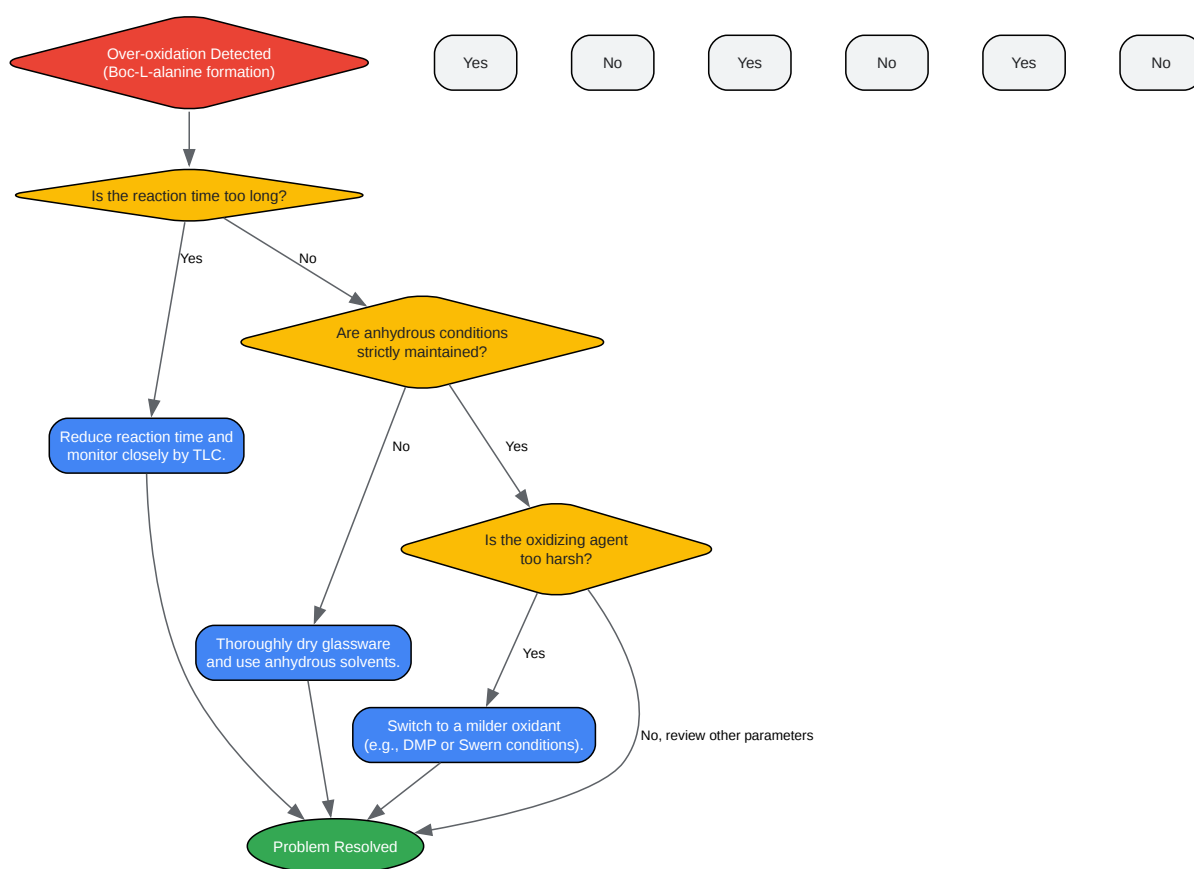 Over-oxidation Detected
(Boc-L-alanine formation)
Yes
No
Yes
No
Yes
No
Is the reaction time too long?
Yes
No
Are anhydrous conditions
strictly maintained?
Reduce reaction time and
monitor closely by TLC.
No
Yes
Is the oxidizing agent
too harsh?
Thoroughly dry glassware
and use anhydrous solvents.
Yes
Switch to a milder oxidant
(e.g., DMP or Swern conditions).
No, review other parameters
Problem Resolved